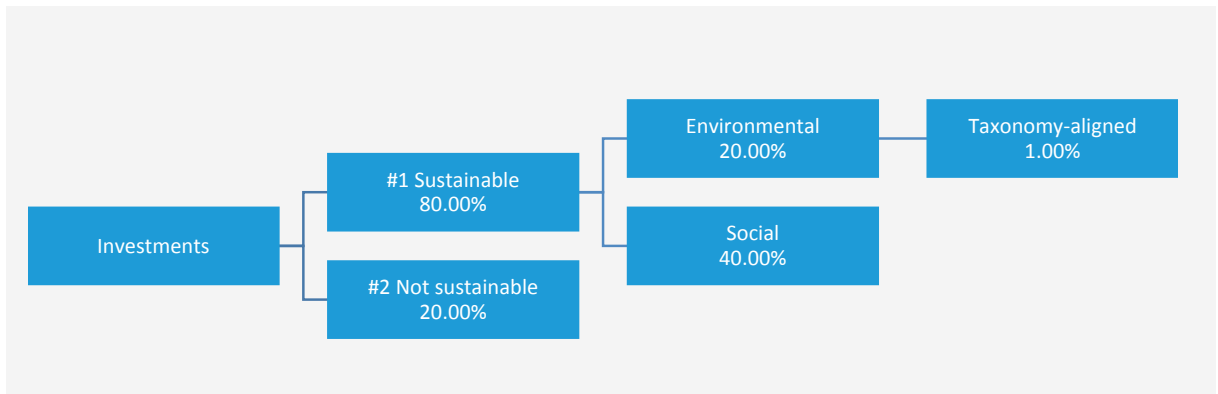 Investments
#1 Sustainable
80.00%
#2 Not sustainable
20.00%
Environmental
20.00%
Social
40.00%
Taxonomy-aligned
1.00%